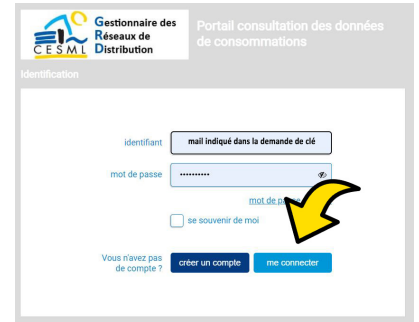 Gestionnaire des
Réseaux de
Distribution
CESML
Portail consultation des données
de consommations
Identification
identifiant
mail indiqué dans la demande de clé
mot de passe
••••••••••
mot de
se souvenir de moi
Vous n'avez pas
de compte ?
créer un compte
me connecter